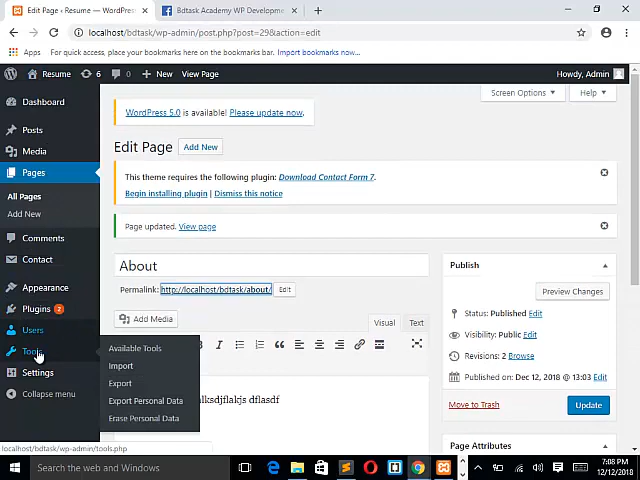 Edit Page ‹ Resume — WordPress
Bdtask Academy WP Developmen
localhost/bdtask/wp-admin/post.php?post=29&action=edit
Apps For quick access, place your bookmarks here on the bookmarks bar. Import bookmarks now...
Resume 6 0 New View Page Howdy, Admin
Screen Options Help
Dashboard
Posts
Media
Pages
All Pages
Add New
Comments
Contact
Appearance
Plugins 2
Users
Tools
Settings
Collapse menu
Available Tools
Import
Export
Export Personal Data
Erase Personal Data
WordPress 5.0 is available! Please update now.
Edit Page Add New
This theme requires the following plugin: Download Contact Form 7.
Begin installing plugin | Dismiss this notice
Page updated. View page
About
Permalink: http://localhost/bdtask/about/ Edit
Add Media
Visual Text
B
lksdjflakjs dflasdf
Publish
Preview Changes
Status: Published Edit
Visibility: Public Edit
Revisions: 2 Browse
Published on: Dec 12, 2018 @ 13:03 Edit
Move to Trash Update
Page Attributes
localhost/bdtask/wp-admin/tools.php
Search the web and Windows
7:08 PM
12/12/2018